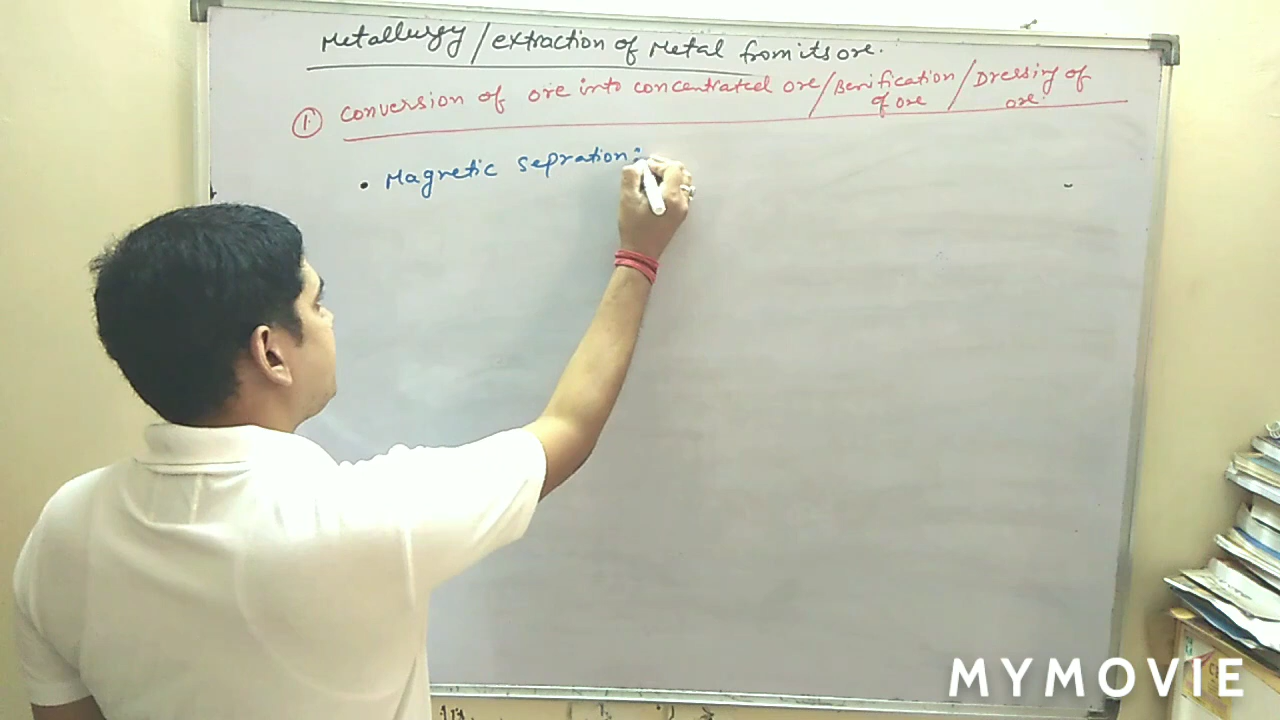 Metallurgy / extraction of Metal from its ore.
① Conversion of ore into concentrated ore / Benification of ore / Dressing of ore.
• Magnetic sepration:
MYMOVIE